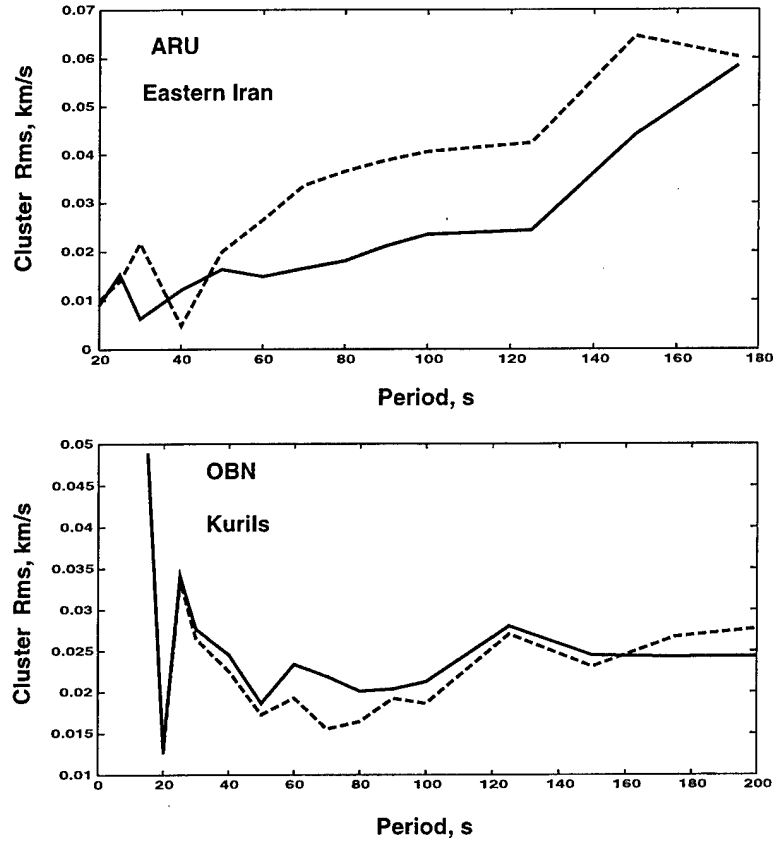 0.07
0.06
0.05
0.04
0.03
0.02
0.01
0
ARU
Eastern Iran
Cluster Rms, km/s
20 40 60 80 100 120 140 160 180
Period, s
0.05
0.045
0.04
0.035
0.03
0.025
0.02
0.015
0.01
OBN
Kurils
Cluster Rms, km/s
0 20 40 60 80 100 120 140 160 180 200
Period, s